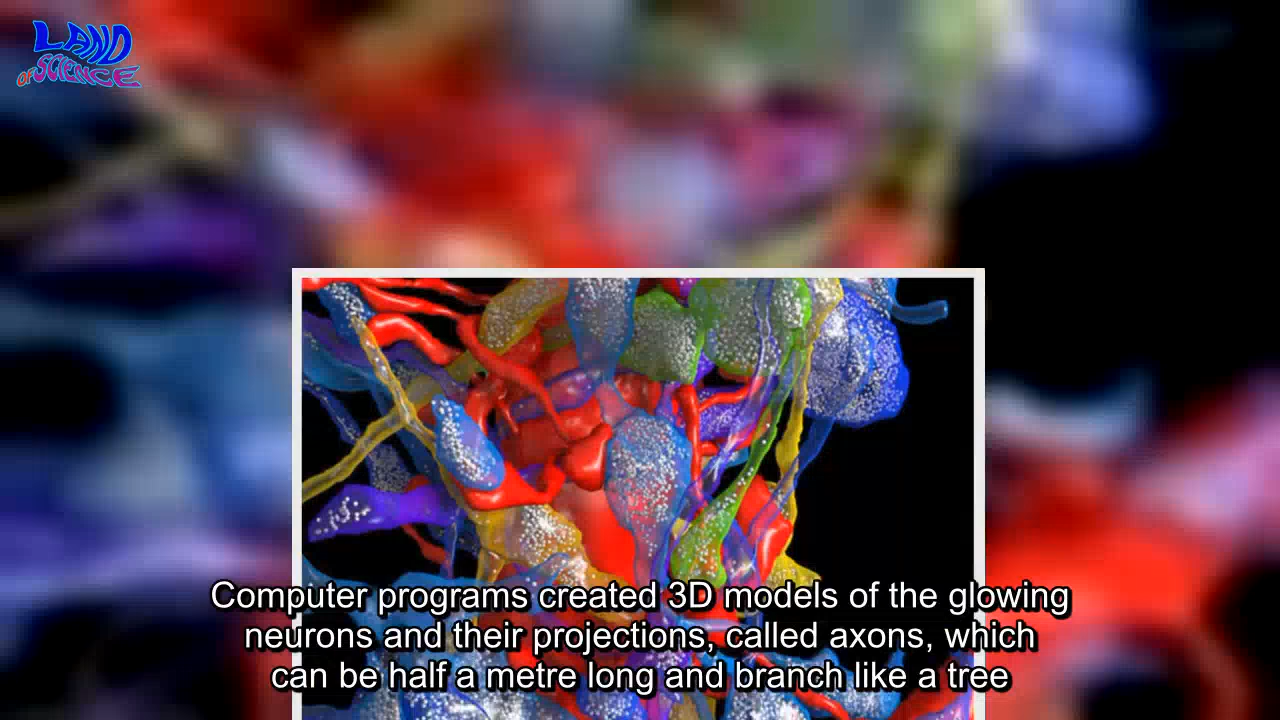 LAND
OF SCIENCE
Computer programs created 3D models of the glowing
neurons and their projections, called axons, which
can be half a metre long and branch like a tree